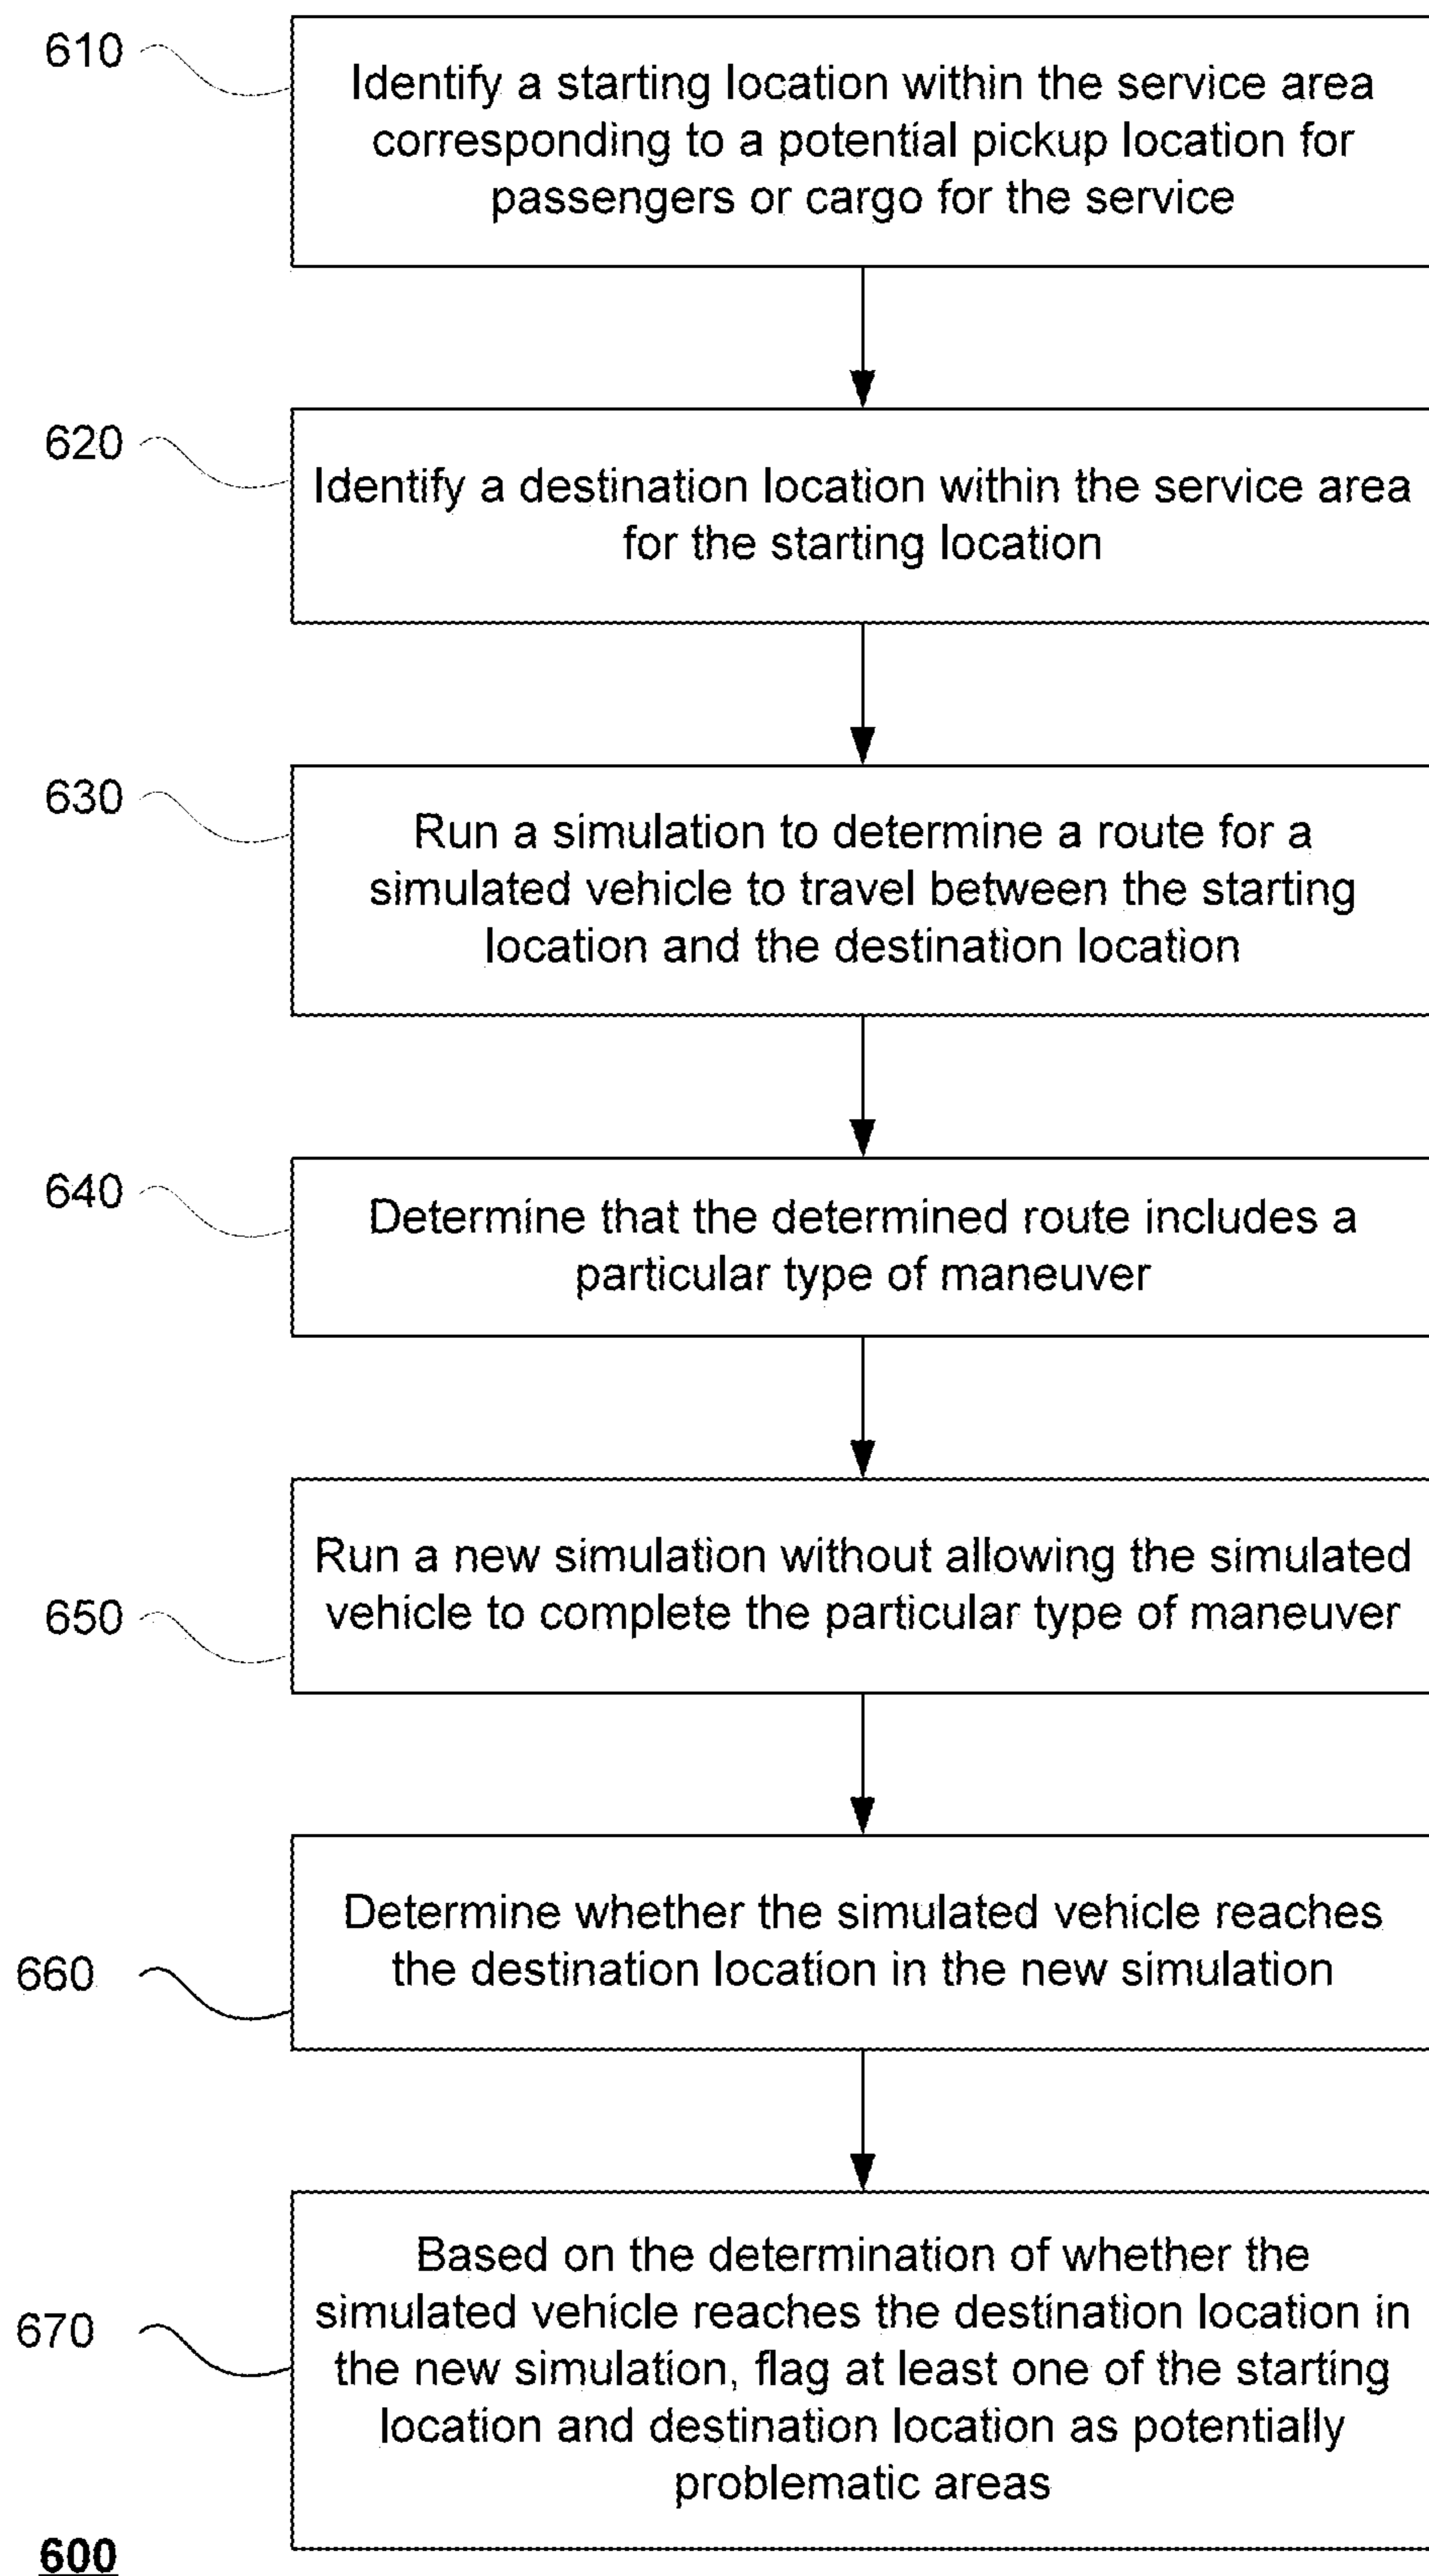 610
Identify a starting location within the service area
corresponding to a potential pickup location for
passengers or cargo for the service
620
Identify a destination location within the service area
for the starting location
630
Run a simulation to determine a route for a
simulated vehicle to travel between the starting
location and the destination location
640
Determine that the determined route includes a
particular type of maneuver
650
Run a new simulation without allowing the simulated
vehicle to complete the particular type of maneuver
660
Determine whether the simulated vehicle reaches
the destination location in the new simulation
670
Based on the determination of whether the
simulated vehicle reaches the destination location in
the new simulation, flag at least one of the starting
location and destination location as potentially
problematic areas
600